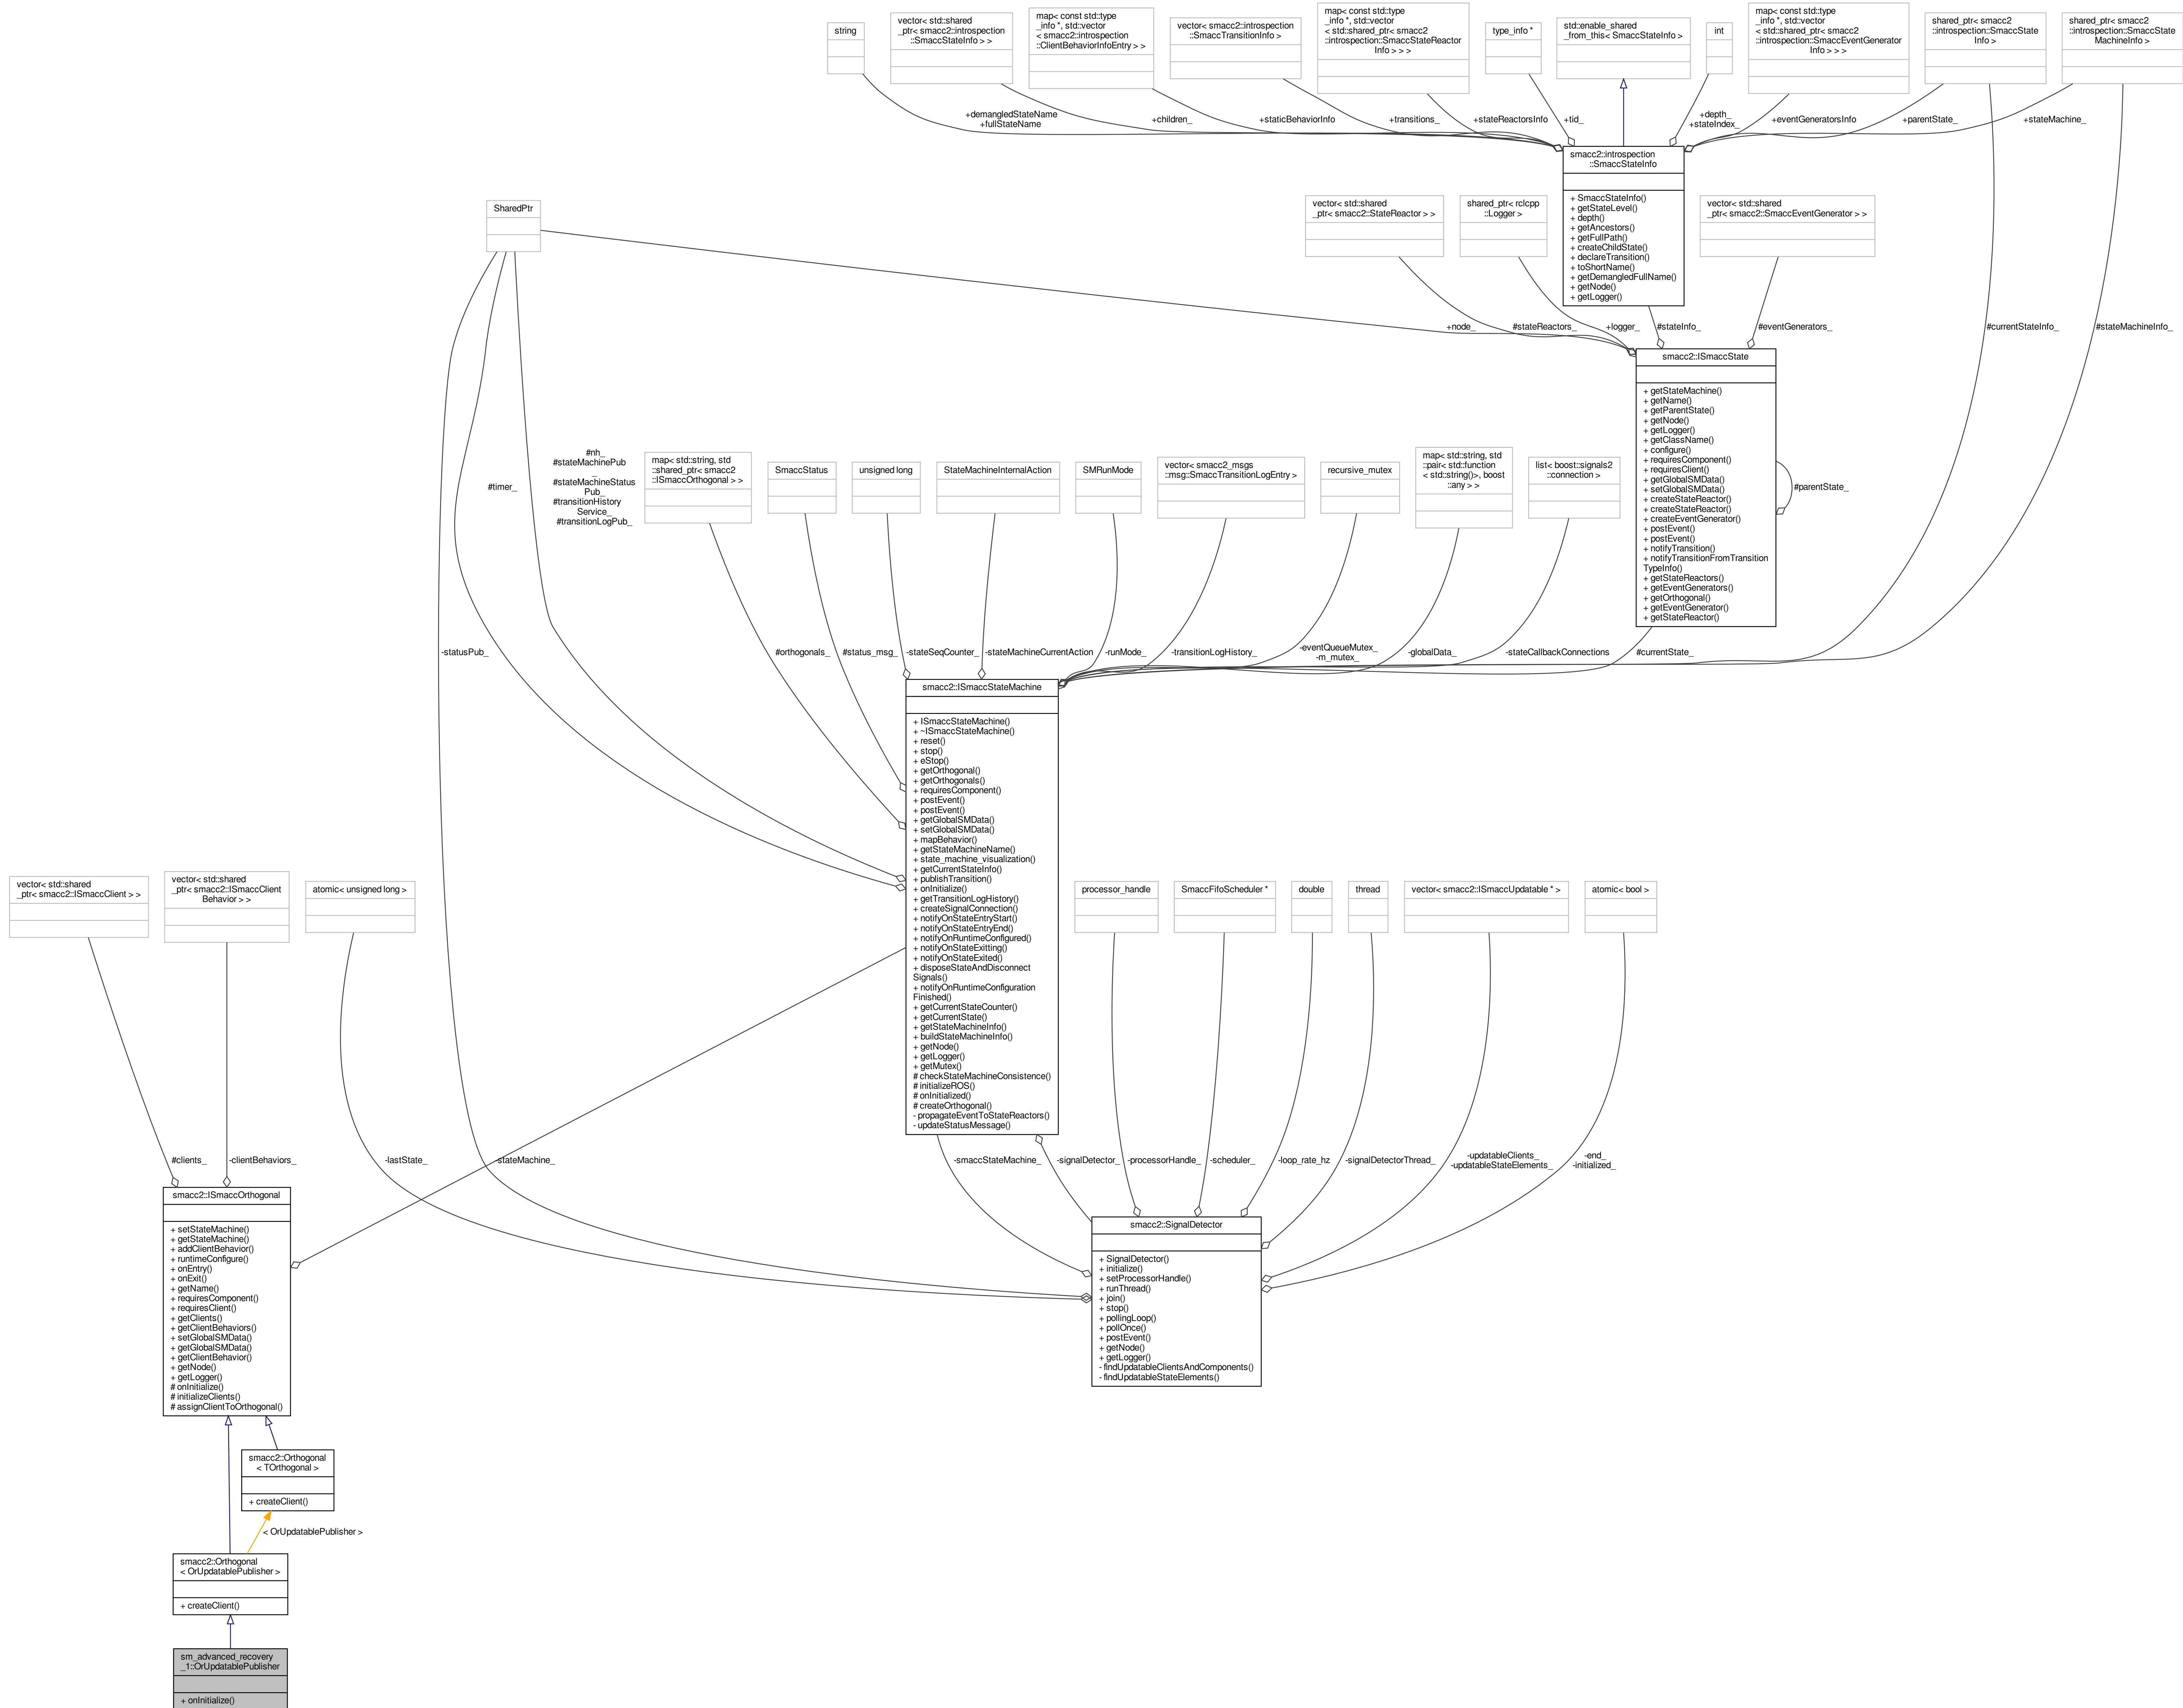 string
vector< std::shared
_ptr< smacc2::introspection
::SmaccStateInfo > >
map< const std::type
_info *, std::vector
< smacc2::introspection
::ClientBehaviorInfoEntry > >
vector< smacc2::introspection
::SmaccTransitionInfo >
map< const std::type
_info *, std::vector
< std::shared_ptr< smacc2
::introspection::SmaccStateReactor
Info > > >
type_info *
std::enable_shared
_from_this< SmaccStateInfo >
int
map< const std::type
_info *, std::vector
< std::shared_ptr< smacc2
::introspection::SmaccEventGenerator
Info > > >
shared_ptr< smacc2
::introspection::SmaccState
Info >
shared_ptr< smacc2
::introspection::SmaccState
MachineInfo >
+demangledStateName
+fullStateName
+children_
+staticBehaviorInfo
+transitions_
+stateReactorsInfo
+tid_
+depth_
+stateIndex_
+eventGeneratorsInfo
+parentState_
+stateMachine_
smacc2::introspection
::SmaccStateInfo
+ SmaccStateInfo()
+ getStateLevel()
+ depth()
+ getAncestors()
+ getFullPath()
+ createChildState()
+ declareTransition()
+ toShortName()
+ getDemangledFullName()
+ getNode()
+ getLogger()
SharedPtr
vector< std::shared
_ptr< smacc2::StateReactor > >
shared_ptr< rclcpp
::Logger >
vector< std::shared
_ptr< smacc2::SmaccEventGenerator > >
+node_
#stateReactors_
+logger_
#stateInfo_
#eventGenerators_
#currentStateInfo_
#stateMachineInfo_
smacc2::ISmaccState
+ getStateMachine()
+ getName()
+ getParentState()
+ getNode()
+ getLogger()
+ getClassName()
+ configure()
+ requiresComponent()
+ requiresClient()
+ getGlobalSMData()
+ setGlobalSMData()
+ createStateReactor()
+ createStateReactor()
+ createEventGenerator()
+ postEvent()
+ postEvent()
+ notifyTransition()
+ notifyTransitionFromTransition
TypeInfo()
+ getStateReactors()
+ getEventGenerators()
+ getOrthogonal()
+ getEventGenerator()
+ getStateReactor()
#parentState_
#timer_
#nh_
#stateMachinePub
_
#stateMachineStatus
Pub_
#transitionHistory
Service_
#transitionLogPub_
map< std::string, std
::shared_ptr< smacc2
::ISmaccOrthogonal > >
SmaccStatus
unsigned long
StateMachineInternalAction
SMRunMode
vector< smacc2_msgs
::msg::SmaccTransitionLogEntry >
recursive_mutex
map< std::string, std
::pair< std::function
< std::string()>, boost
::any > >
list< boost::signals2
::connection >
-statusPub_
#orthogonals_
#status_msg_
-stateSeqCounter_
-stateMachineCurrentAction
-runMode_
-transitionLogHistory_
-eventQueueMutex_
-m_mutex_
-globalData_
-stateCallbackConnections
#currentState_
smacc2::ISmaccStateMachine
+ ISmaccStateMachine()
+ ~ISmaccStateMachine()
+ reset()
+ stop()
+ eStop()
+ getOrthogonal()
+ getOrthogonals()
+ requiresComponent()
+ postEvent()
+ postEvent()
+ getGlobalSMData()
+ setGlobalSMData()
+ mapBehavior()
+ getStateMachineName()
+ state_machine_visualization()
+ getCurrentStateInfo()
+ publishTransition()
+ onInitialize()
+ getTransitionLogHistory()
+ createSignalConnection()
+ notifyOnStateEntryStart()
+ notifyOnStateEntryEnd()
+ notifyOnRuntimeConfigured()
+ notifyOnStateExitting()
+ notifyOnStateExited()
+ disposeStateAndDisconnect
Signals()
+ notifyOnRuntimeConfiguration
Finished()
+ getCurrentStateCounter()
+ getCurrentState()
+ getStateMachineInfo()
+ buildStateMachineInfo()
+ getNode()
+ getLogger()
+ getMutex()
# checkStateMachineConsistence()
# initializeROS()
# onInitialized()
# createOrthogonal()
- propagateEventToStateReactors()
- updateStatusMessage()
vector< std::shared
_ptr< smacc2::ISmaccClient > >
vector< std::shared
_ptr< smacc2::ISmaccClient
Behavior > >
atomic< unsigned long >
processor_handle
SmaccFifoScheduler *
double
thread
vector< smacc2::ISmaccUpdatable * >
atomic< bool >
#clients_
-clientBehaviors_
-lastState_
-stateMachine_
-smaccStateMachine_
-signalDetector_
-processorHandle_
-scheduler_
-loop_rate_hz
-signalDetectorThread_
-updatableClients_
-updatableStateElements_
-end_
-initialized_
smacc2::ISmaccOrthogonal
+ setStateMachine()
+ getStateMachine()
+ addClientBehavior()
+ runtimeConfigure()
+ onEntry()
+ onExit()
+ getName()
+ requiresComponent()
+ requiresClient()
+ getClients()
+ getClientBehaviors()
+ setGlobalSMData()
+ getGlobalSMData()
+ getClientBehavior()
+ getNode()
+ getLogger()
# onInitialize()
# initializeClients()
# assignClientToOrthogonal()
smacc2::SignalDetector
+ SignalDetector()
+ initialize()
+ setProcessorHandle()
+ runThread()
+ join()
+ stop()
+ pollingLoop()
+ pollOnce()
+ postEvent()
+ getNode()
+ getLogger()
- findUpdatableClientsAndComponents()
- findUpdatableStateElements()
smacc2::Orthogonal
< TOrthogonal >
+ createClient()
< OrUpdatablePublisher >
smacc2::Orthogonal
< OrUpdatablePublisher >
+ createClient()
sm_advanced_recovery
_1::OrUpdatablePublisher
+ onInitialize()